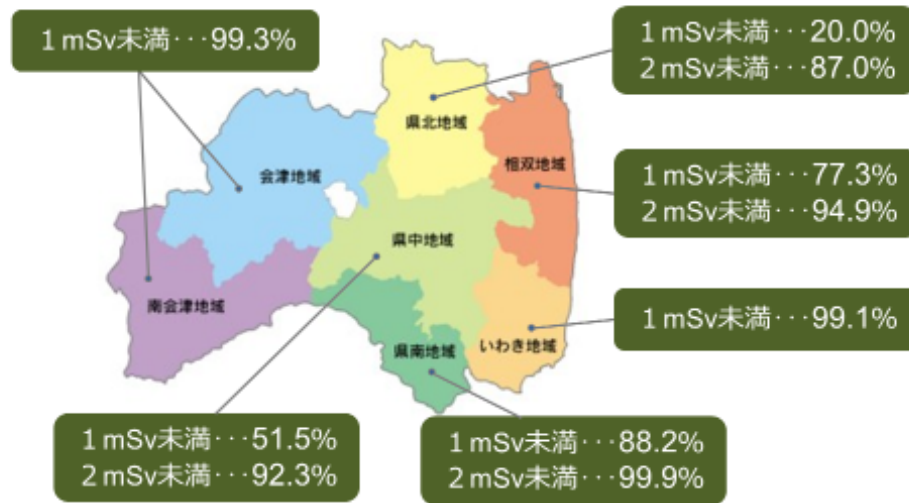 1 mSv未満･･･99.3%
1 mSv未満･･･20.0%
2 mSv未満･･･87.0%
県北地域
相双地域
会津地域
1 mSv未満･･･77.3%
2 mSv未満･･･94.9%
県中地域
南会津地域
1 mSv未満･･･99.1%
県南地域
いわき地域
1 mSv未満･･･51.5%
2 mSv未満･･･92.3%
1 mSv未満･･･88.2%
2 mSv未満･･･99.9%